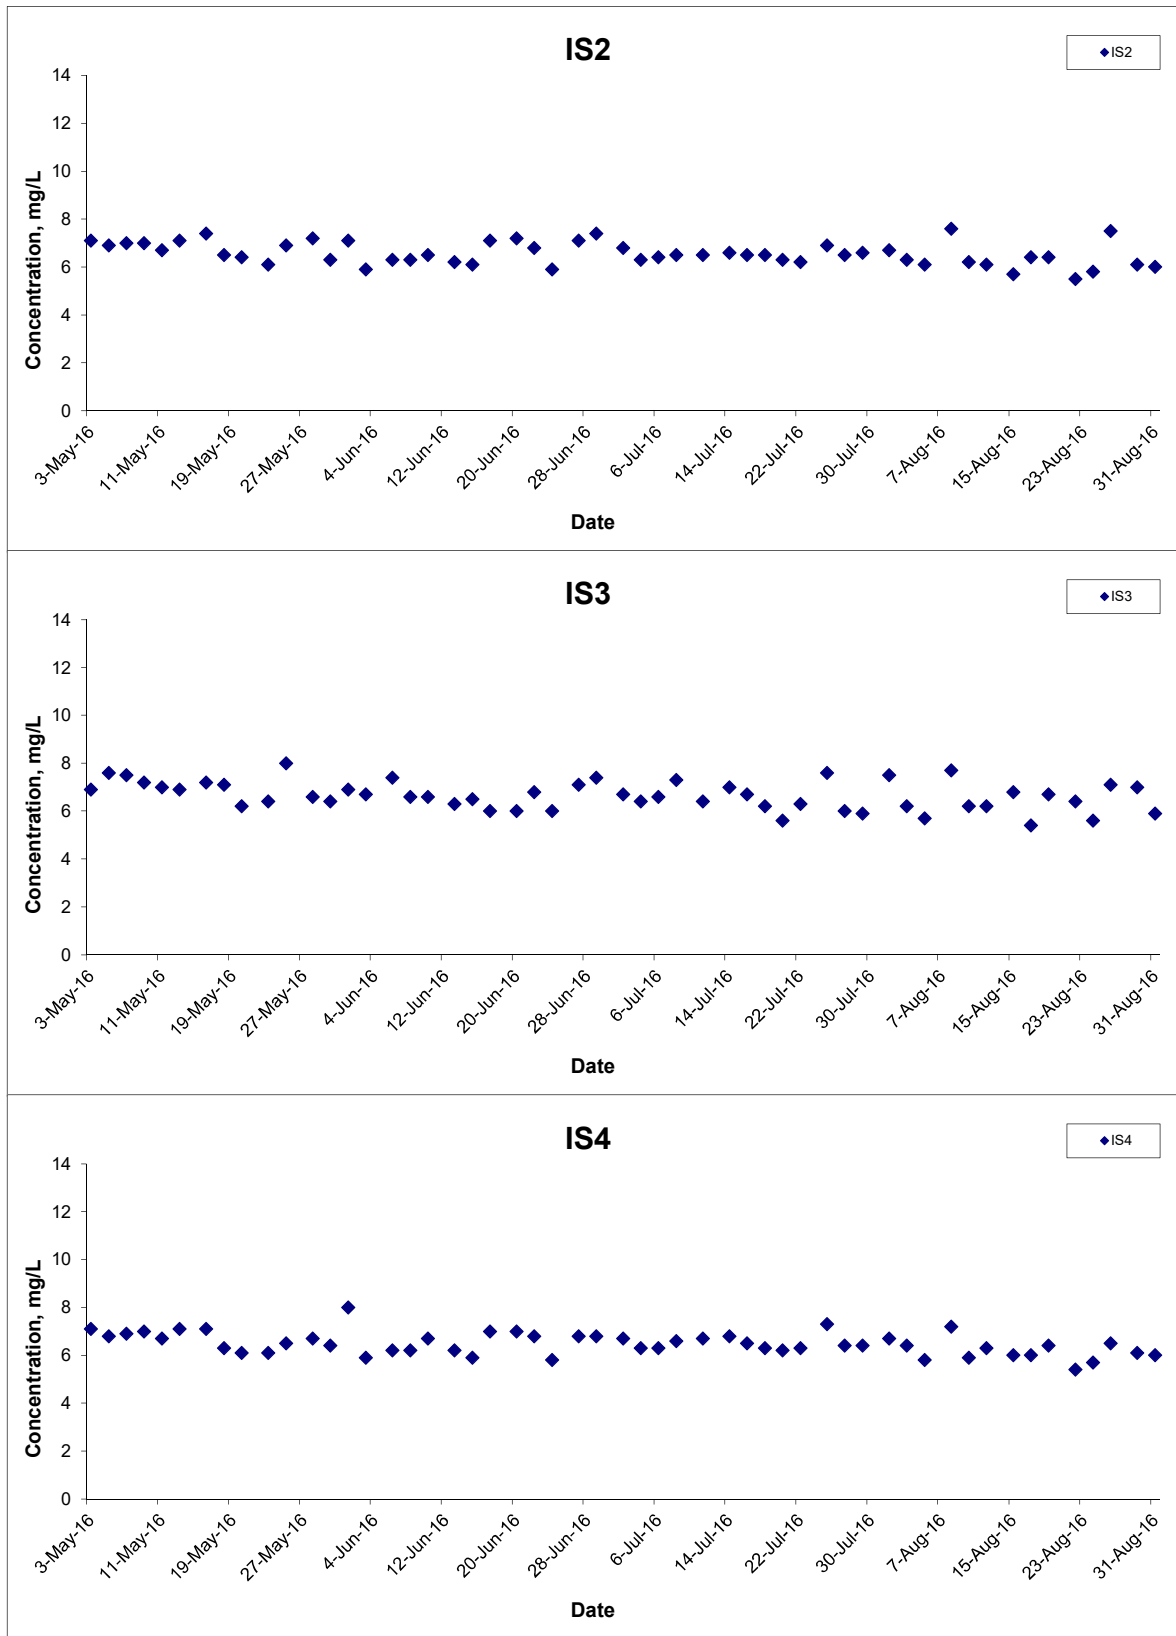 IS2
IS2
14
12
10
8
6
4
2
0
Concentration, mg/L
3-May-16
11-May-16
19-May-16
27-May-16
4-Jun-16
12-Jun-16
20-Jun-16
28-Jun-16
6-Jul-16
14-Jul-16
22-Jul-16
30-Jul-16
7-Aug-16
15-Aug-16
23-Aug-16
31-Aug-16
Date
IS3
IS3
14
12
10
8
6
4
2
0
Concentration, mg/L
3-May-16
11-May-16
19-May-16
27-May-16
4-Jun-16
12-Jun-16
20-Jun-16
28-Jun-16
6-Jul-16
14-Jul-16
22-Jul-16
30-Jul-16
7-Aug-16
15-Aug-16
23-Aug-16
31-Aug-16
Date
IS4
IS4
14
12
10
8
6
4
2
0
Concentration, mg/L
3-May-16
11-May-16
19-May-16
27-May-16
4-Jun-16
12-Jun-16
20-Jun-16
28-Jun-16
6-Jul-16
14-Jul-16
22-Jul-16
30-Jul-16
7-Aug-16
15-Aug-16
23-Aug-16
31-Aug-16
Date